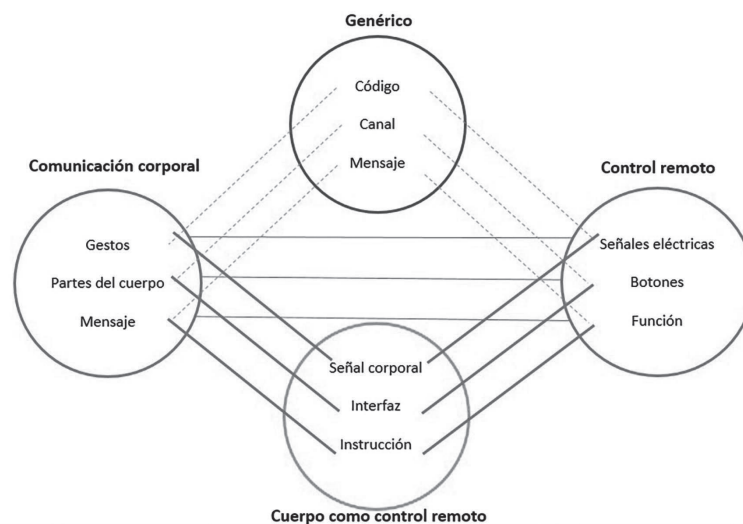 Genérico
Código
Canal
Mensaje
Comunicación corporal
Gestos
Partes del cuerpo
Mensaje
Control remoto
Señales eléctricas
Botones
Función
Señal corporal
Interfaz
Instrucción
Cuerpo como control remoto